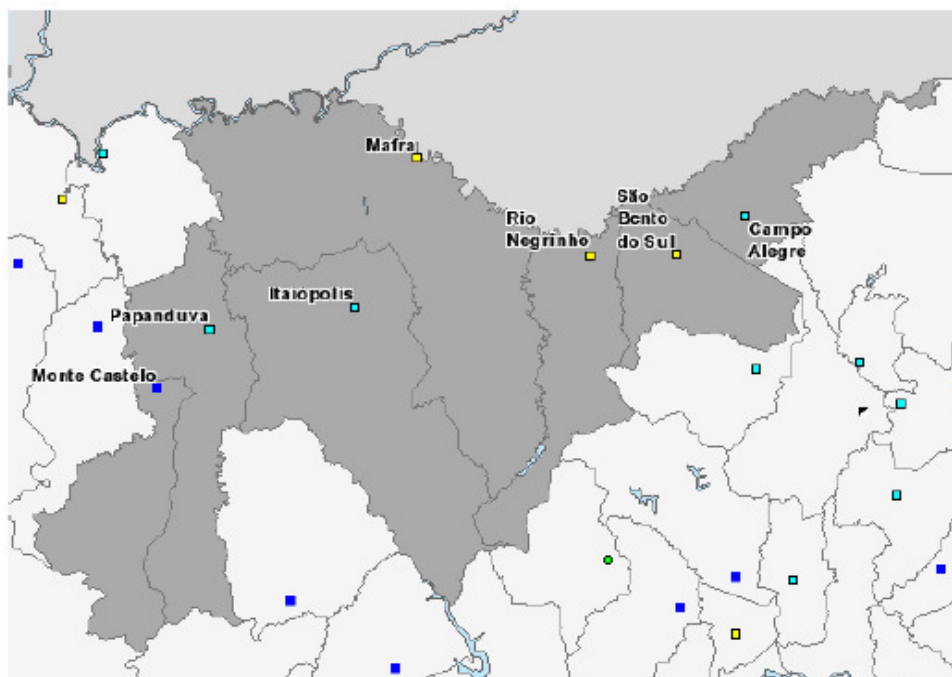 Mafra
São
Bento
do Sul
Rio
Negrinho
Campo
Alegre
Itaiópolis
Papanduva
Monte Castelo